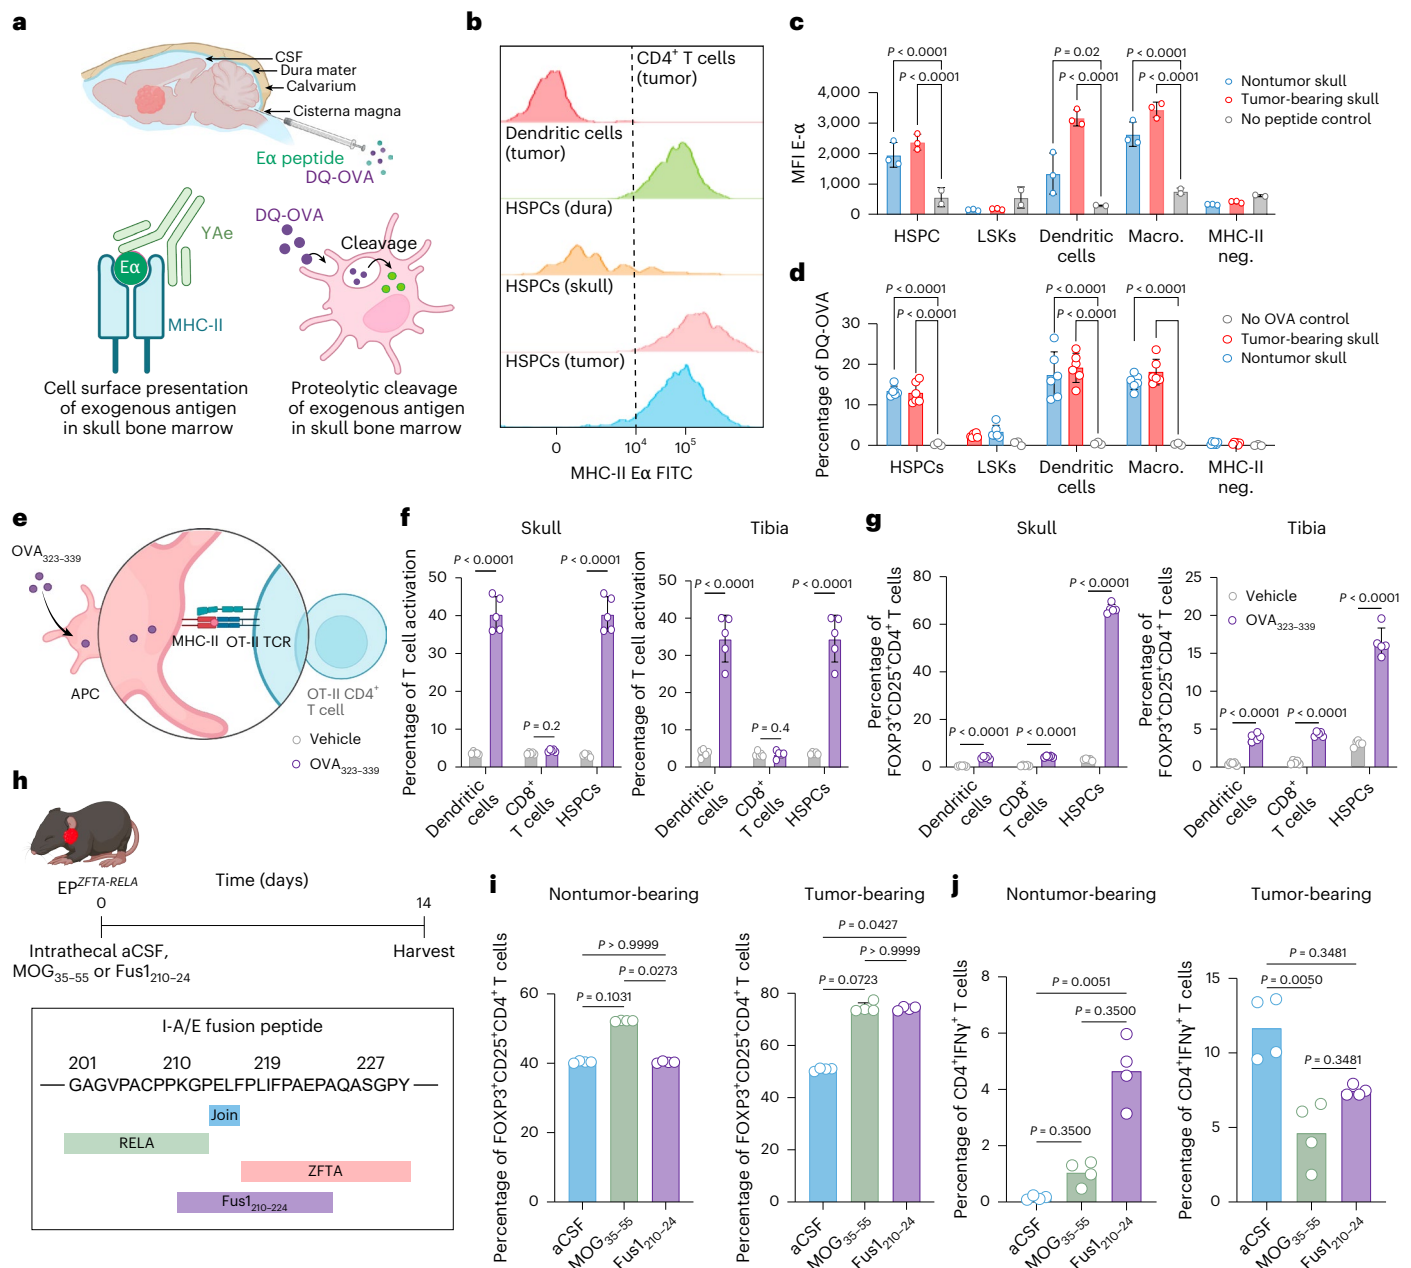 a
CSF
Dura mater
Calvarium
Cisterna magna
Eα peptide
DQ-OVA
DQ-OVA
YAe
Cleavage
Eα
MHC-II
Cell surface presentation
of exogenous antigen
in skull bone marrow
Proteolytic cleavage
of exogenous antigen
in skull bone marrow
b
CD4+ T cells
(tumor)
Dendritic cells
(tumor)
HSPCs (dura)
HSPCs (skull)
HSPCs (tumor)
0
10^4
10^5
MHC-II Eα FITC
c
P < 0.0001
P = 0.02
P < 0.0001
P < 0.0001
P < 0.0001
P < 0.0001
Nontumor skull
Tumor-bearing skull
No peptide control
MFI E-α
4,000
3,000
2,000
1,000
0
HSPC
LSKs
Dendritic
cells
Macro.
MHC-II
neg.
d
P < 0.0001
P < 0.0001
P < 0.0001
P < 0.0001
P < 0.0001
No OVA control
Tumor-bearing skull
Nontumor skull
Percentage of DQ-OVA
30
20
10
0
HSPCs
LSKs
Dendritic
cells
Macro.
MHC-II
neg.
e
OVA323–339
MHC-II
OT-II TCR
APC
OT-II CD4+
T cell
Vehicle
OVA323–339
f
Skull
Percentage of T cell activation
P < 0.0001
P < 0.0001
P = 0.2
50
40
30
20
10
0
Dendritic
cells
CD8+
T cells
HSPCs
Tibia
Percentage of T cell activation
P < 0.0001
P < 0.0001
P = 0.4
50
40
30
20
10
0
Dendritic
cells
CD8+
T cells
HSPCs
g
Skull
Percentage of
FOXP3+CD25+CD4+ T cells
P < 0.0001
P < 0.0001
P < 0.0001
80
60
40
20
0
Dendritic
cells
CD8+
T cells
HSPCs
Tibia
Percentage of
FOXP3+CD25+CD4+ T cells
Vehicle
OVA323–339
P < 0.0001
P < 0.0001
P < 0.0001
25
20
15
10
5
0
Dendritic
cells
CD8+
T cells
HSPCs
h
EPZFTA-RELA
Time (days)
0
14
Intrathecal aCSF,
MOG35–55 or Fus1210–24
Harvest
I-A/E fusion peptide
201
210
219
227
GAGVPACPPKGPELFPLIFPAEPAQASGPY
Join
RELA
ZFTA
Fus1210–224
i
Nontumor-bearing
Percentage of FOXP3+CD25+CD4+ T cells
P > 0.9999
P = 0.0273
P = 0.1031
60
40
20
0
aCSF
MOG35–55
Fus1210–24
Tumor-bearing
Percentage of FOXP3+CD25+CD4+ T cells
P = 0.0427
P > 0.9999
P = 0.0723
80
60
40
20
0
aCSF
MOG35–55
Fus1210–24
j
Nontumor-bearing
Percentage of CD4+IFNγ+ T cells
P = 0.0051
P = 0.3500
P = 0.3500
8
6
4
2
0
aCSF
MOG35–55
Fus1210–24
Tumor-bearing
Percentage of CD4+IFNγ+ T cells
P = 0.3481
P = 0.0050
P = 0.3481
15
10
5
0
aCSF
MOG35–55
Fus1210–24